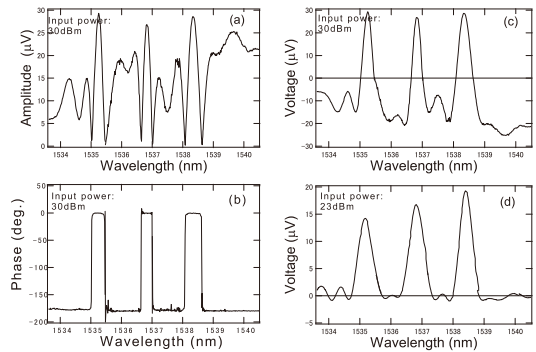 Input power:
30dBm
(a)
Amplitude (μV)
30
25
20
15
10
5
0
1534 1535 1536 1537 1538 1539 1540
Wavelength (nm)
Input power:
30dBm
(c)
Voltage (μV)
30
20
10
0
−10
−20
−30
1534 1535 1536 1537 1538 1539 1540
Wavelength (nm)
Input power:
30dBm
(b)
Phase (deg.)
50
0
−50
−100
−150
−200
1534 1535 1536 1537 1538 1539 1540
Wavelength (nm)
Input power:
23dBm
(d)
Voltage (μV)
20
15
10
5
0
−5
1534 1535 1536 1537 1538 1539 1540
Wavelength (nm)